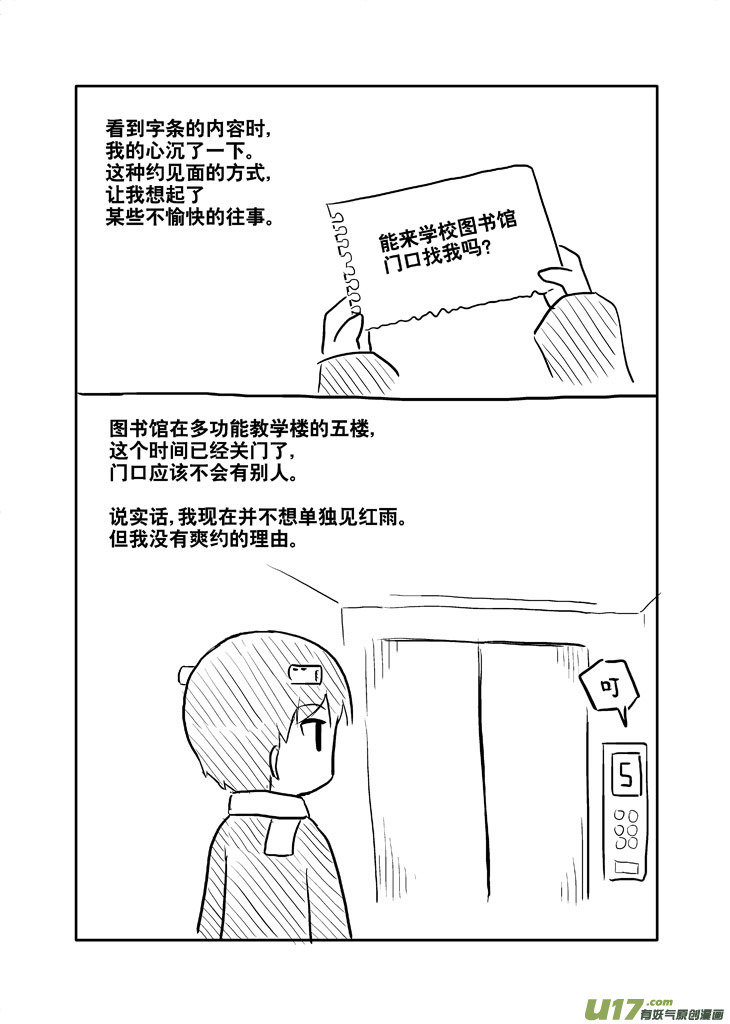 看到字条的内容时，
我的心沉了一下。
这种约见面的方式，
让我想起了
某些不愉快的往事。
能来学校图书馆
门口找我吗？
图书馆在多功能教学楼的五楼，
这个时间已经关门了，
门口应该不会有别人。
说实话，我现在并不想单独见红雨。
但我没有爽约的理由。
叮
5
U17.com
有妖气原创漫画